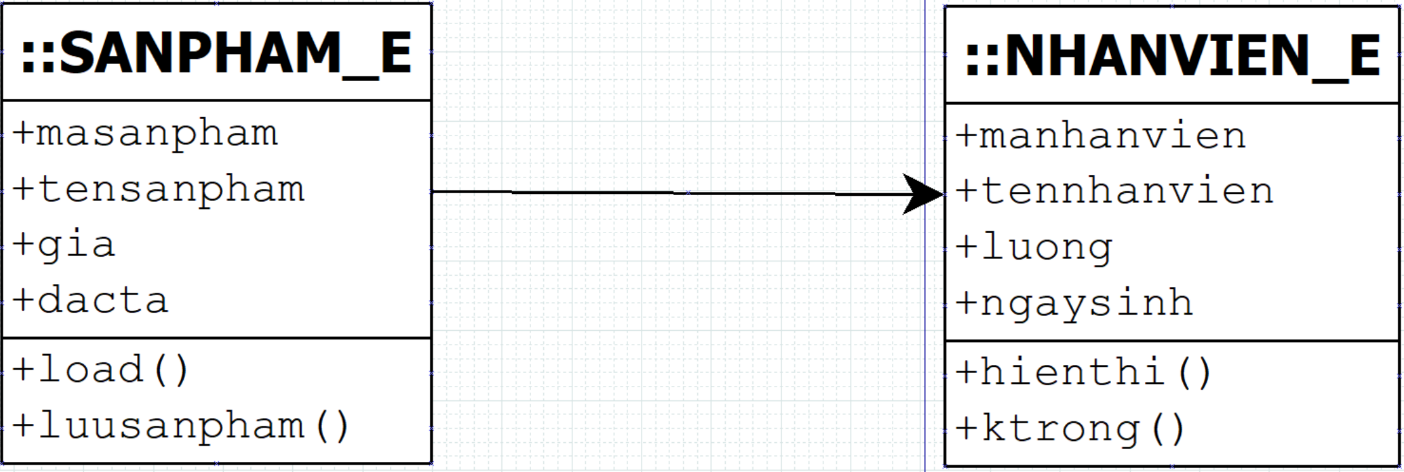 ::SANPHAM_E
+masanpham
+tensanpham
+gia
+dacta
+load()
+luusanpham()
::NHANVIEN_E
+manhanvien
+tennhanvien
+luong
+ngaysinh
+hienthi()
+ktrong()